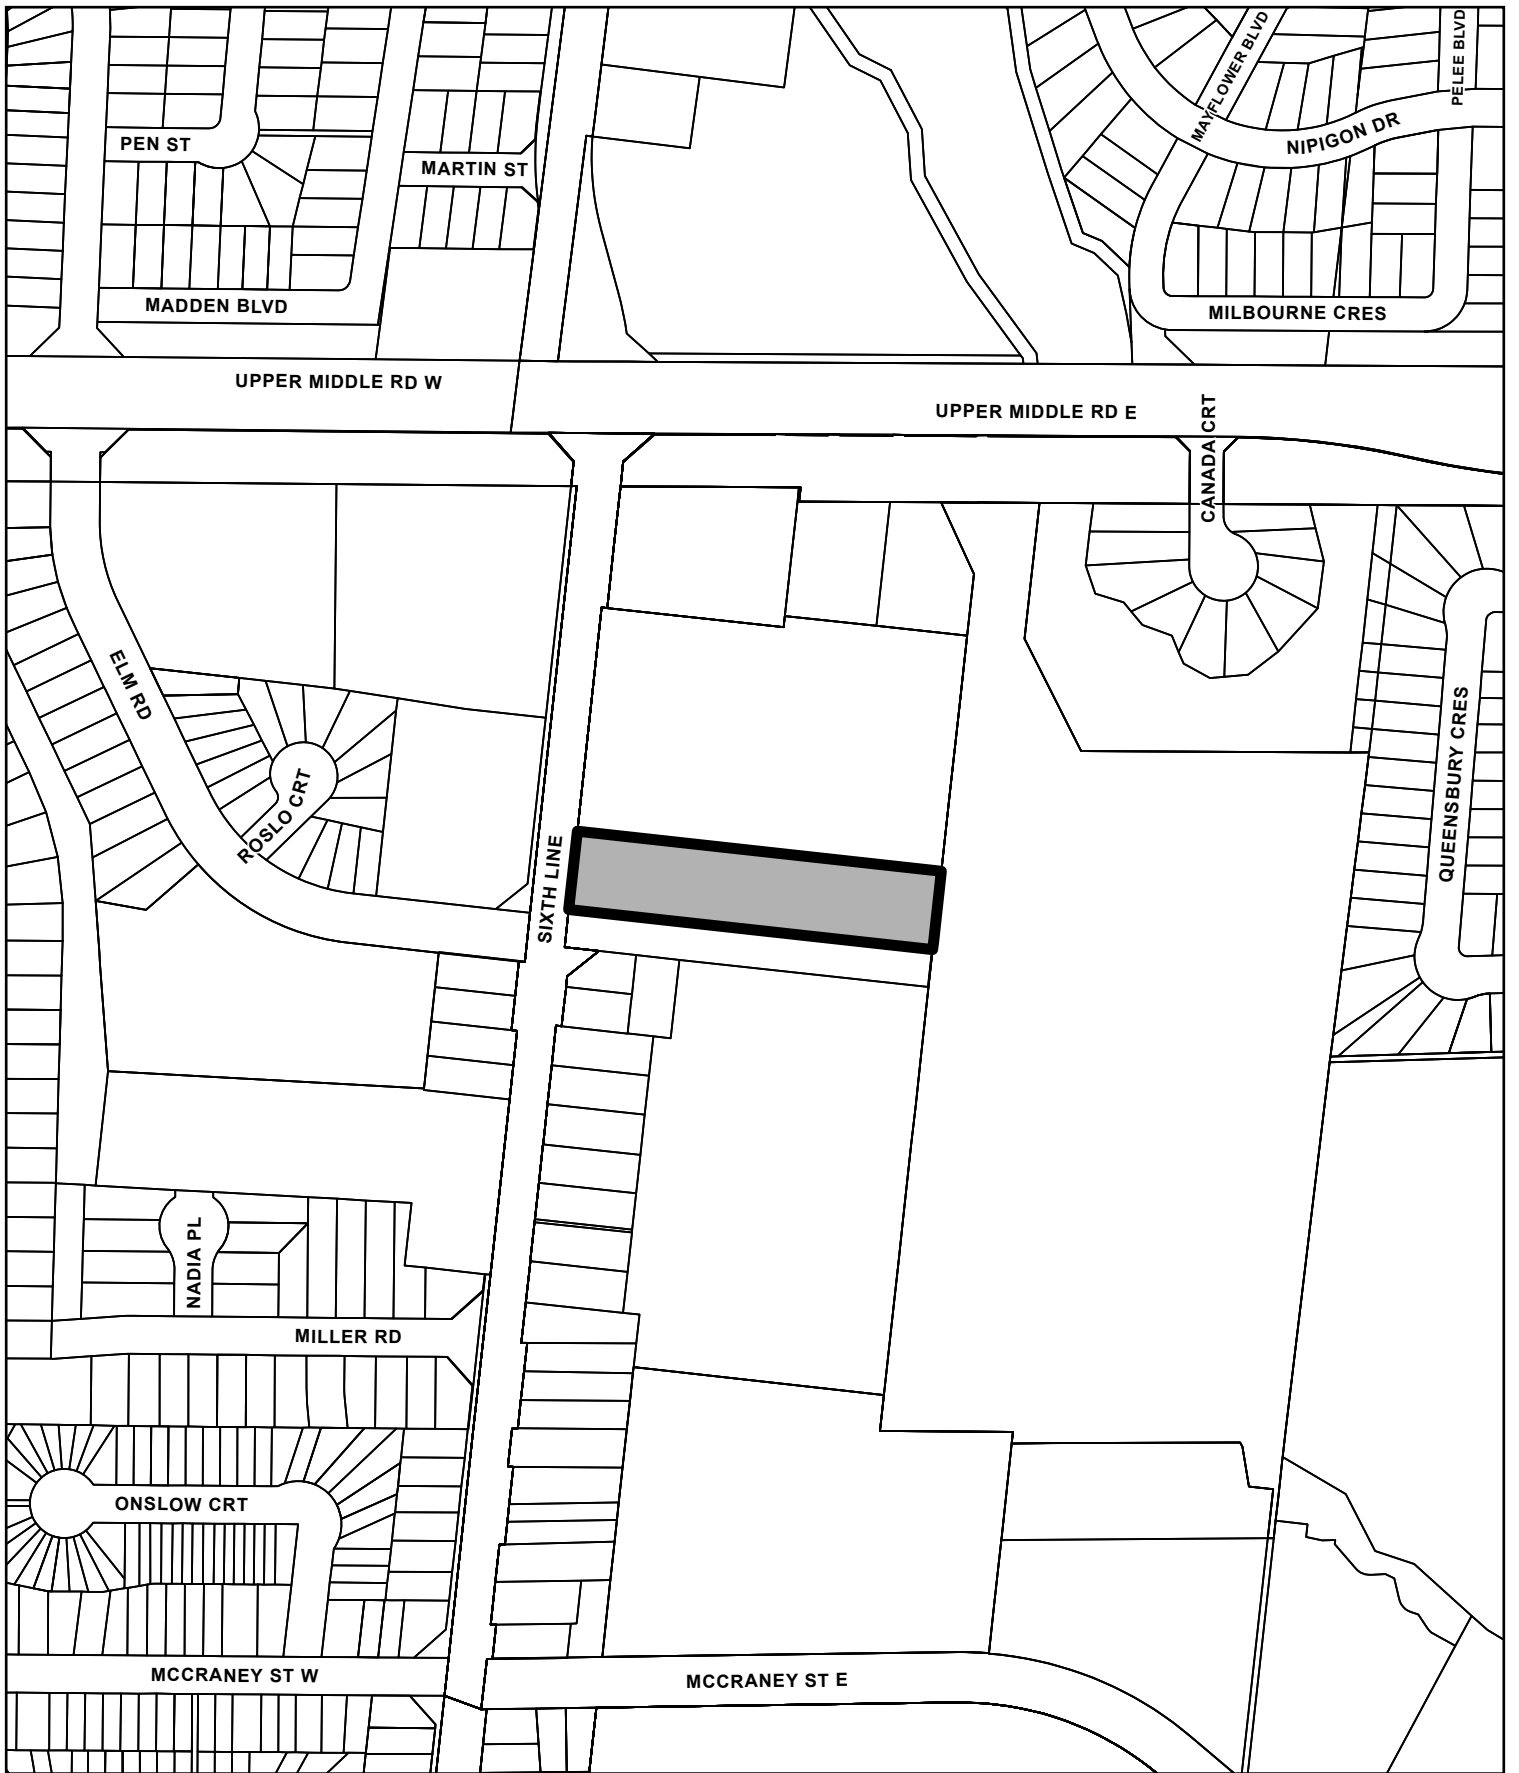 MAYFLOWER BLVD
PELEE BLVD
PEN ST
MARTIN ST
NIPIGON DR
MADDEN BLVD
MILBOURNE CRES
UPPER MIDDLE RD W
UPPER MIDDLE RD E
CANADA CRT
ELM RD
QUEENSBURY CRES
ROSLO CRT
SIXTH LINE
NADIA PL
MILLER RD
ONSLOW CRT
MCCRANEY ST W
MCCRANEY ST E